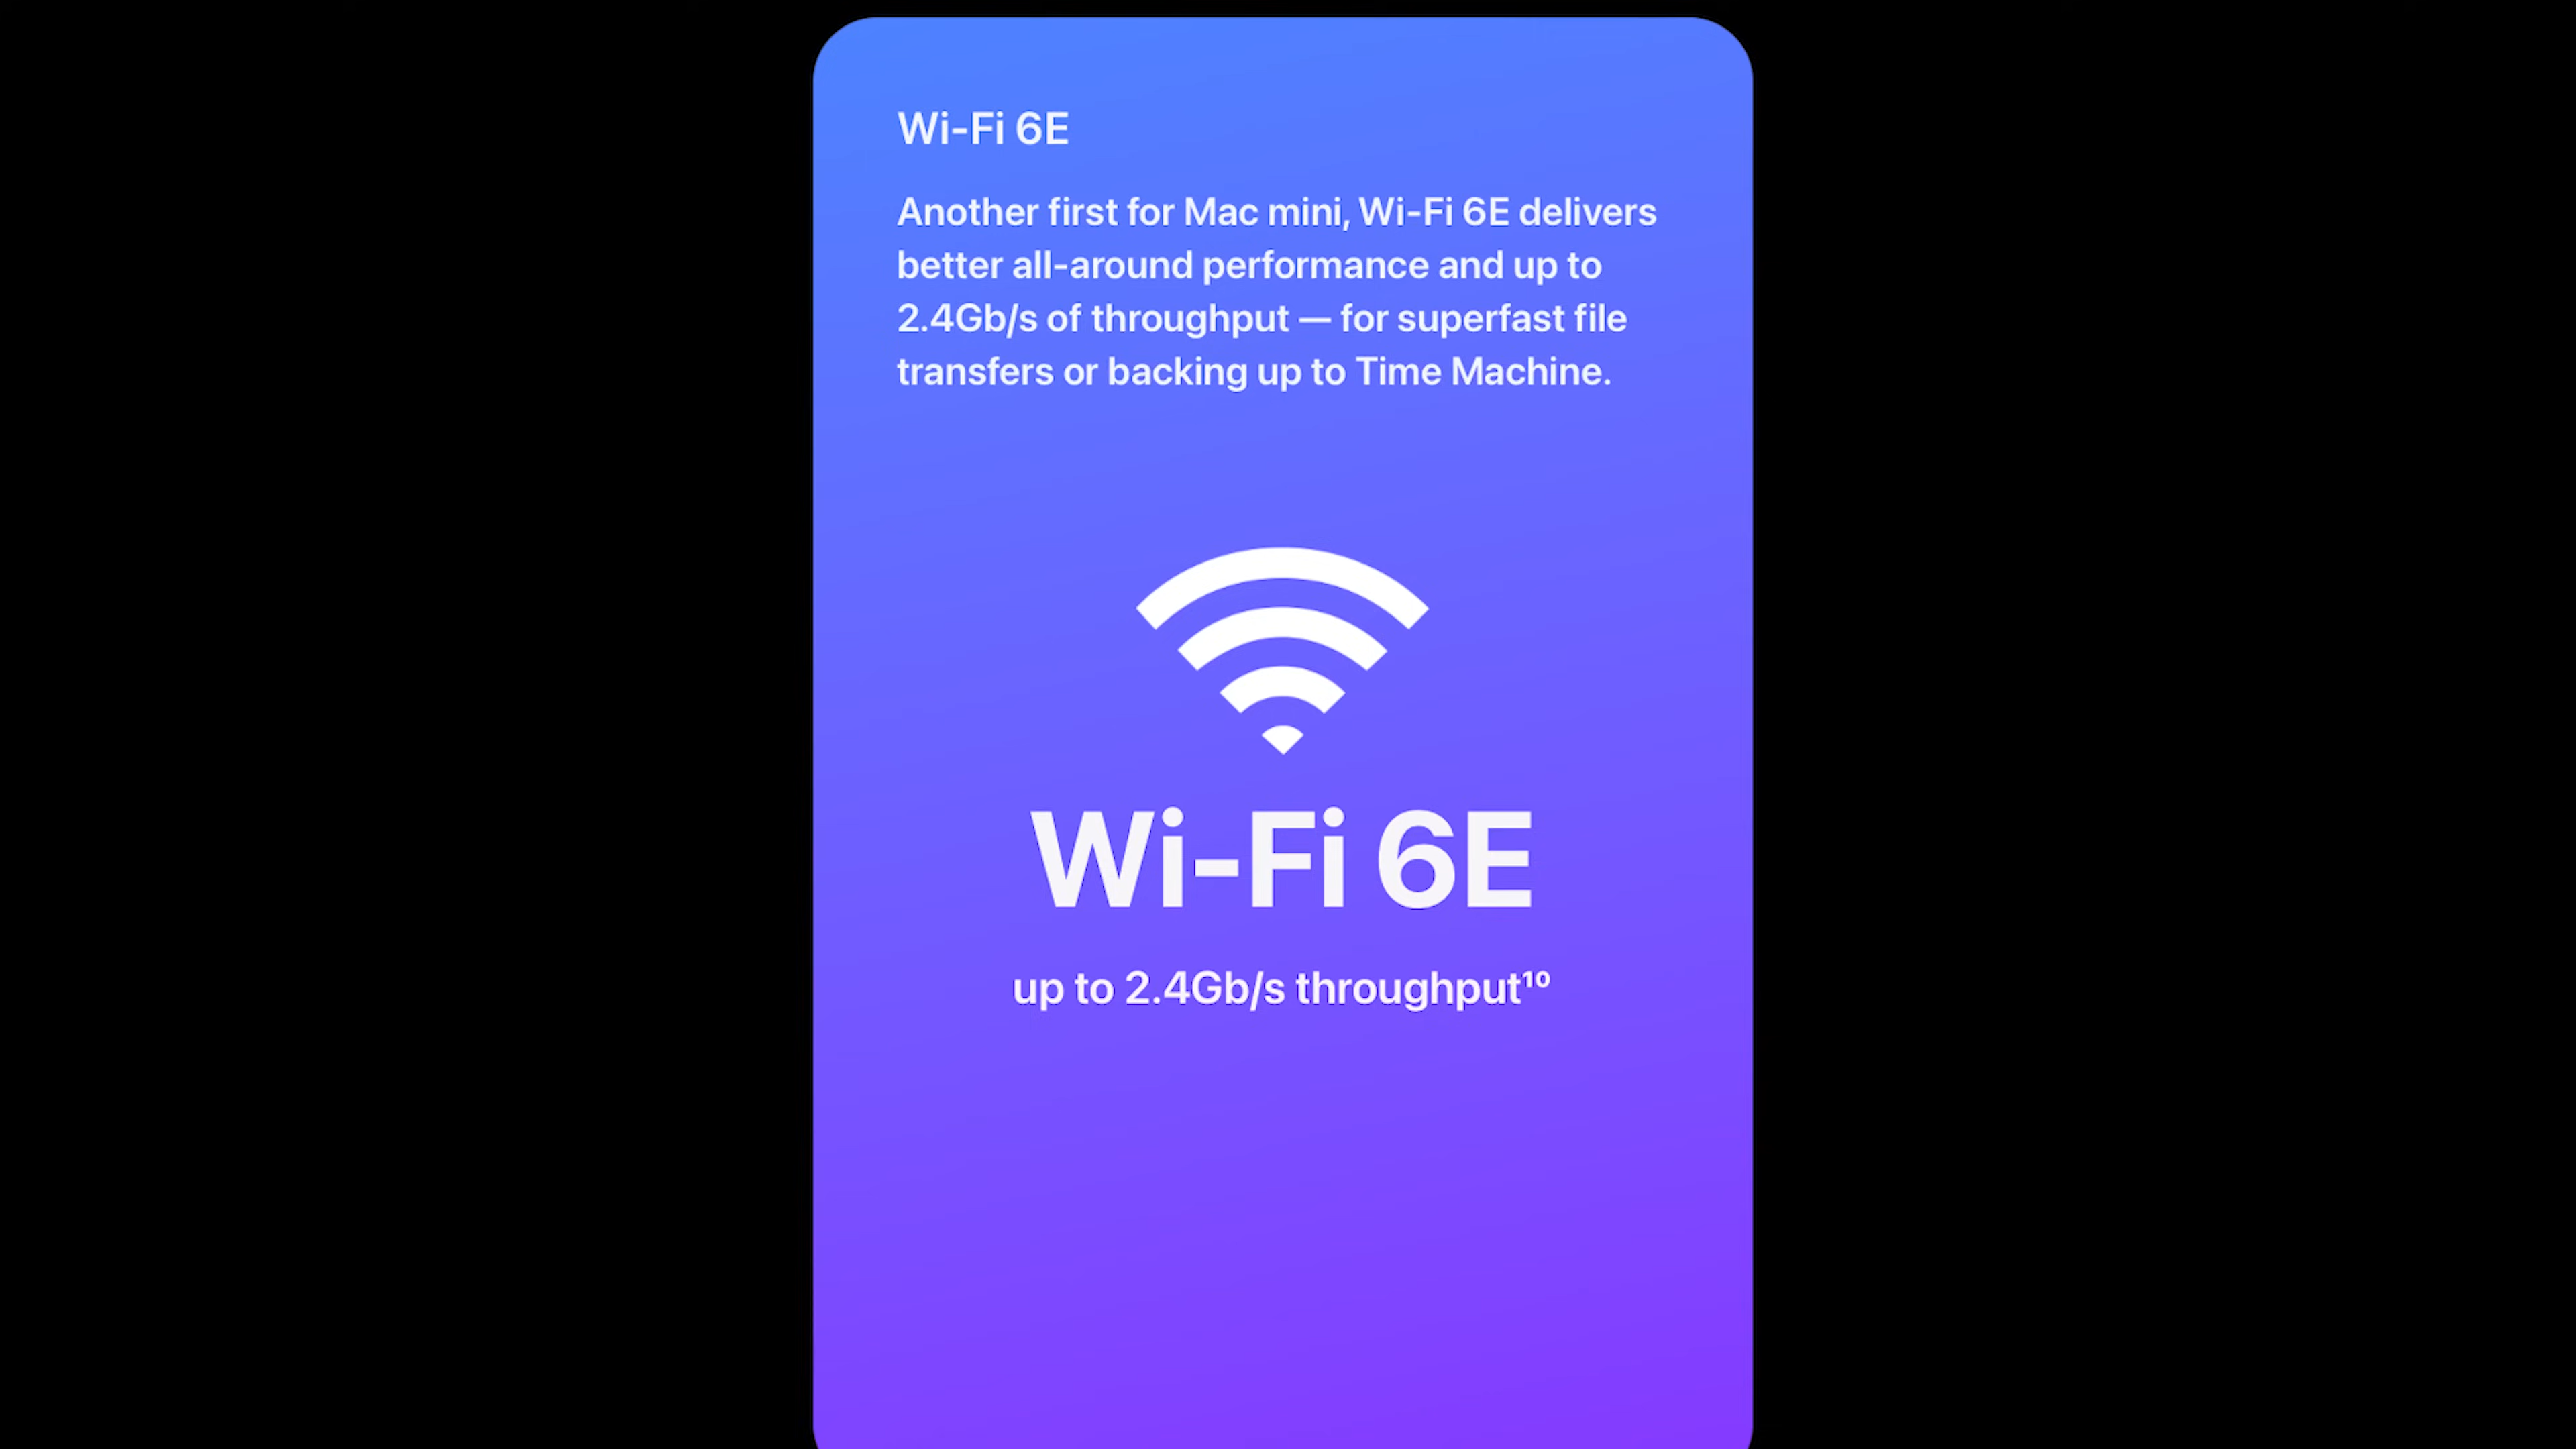 Wi-Fi 6E
Another first for Mac mini, Wi-Fi 6E delivers
better all-around performance and up to
2.4Gb/s of throughput — for superfast file
transfers or backing up to Time Machine.
Wi-Fi 6E
up to 2.4Gb/s throughput¹⁰